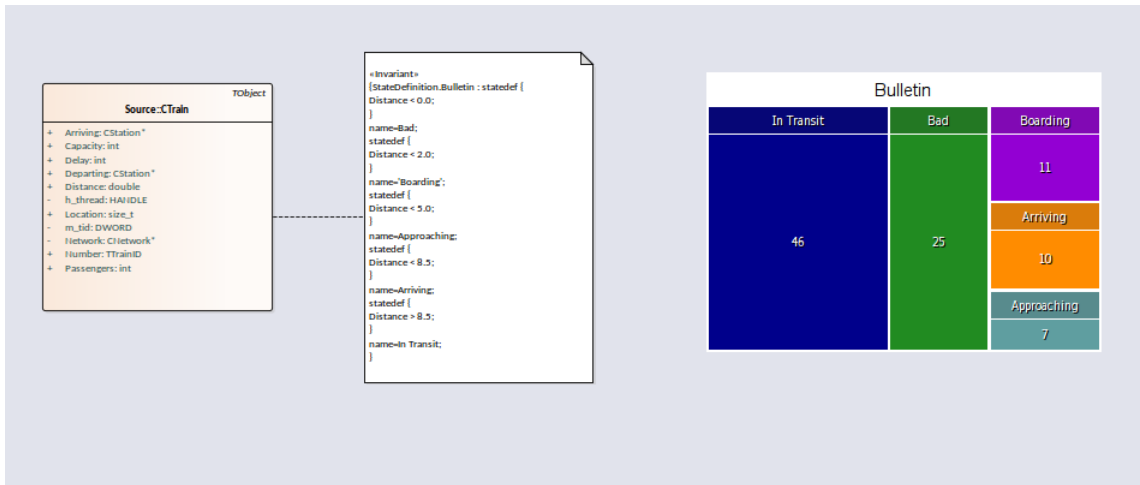 TObject
Source::CTrain
+ Arriving: CStation*
+ Capacity: int
+ Delay: int
+ Departing: CStation*
+ Distance: double
- h_thread: HANDLE
+ Location: size_t
- m_tid: DWORD
- Network: CNetwork*
+ Number: TTrainID
+ Passengers: int
«Invariant»
{StateDefinition.Bulletin : statedef {
Distance < 0.0;
}
name=Bad;
statedef {
Distance < 2.0;
}
name='Boarding';
statedef {
Distance < 5.0;
}
name=Approaching;
statedef {
Distance < 8.5;
}
name=Arriving;
statedef {
Distance > 8.5;
}
name=In Transit;
}
Bulletin
In Transit
46
Bad
25
Boarding
11
Arriving
10
Approaching
7